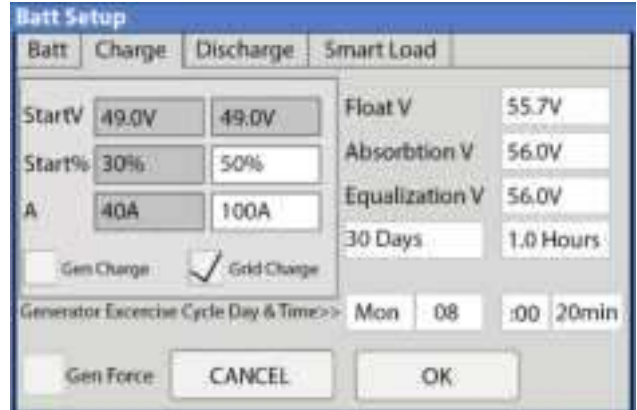 Batt Setup
Batt Charge Discharge Smart Load
StartV 49.0V 49.0V
Start% 30% 50%
A 40A 100A
Gen Charge Grid Charge
Float V 55.7V
Absorbtion V 56.0V
Equalization V 56.0V
30 Days 1.0 Hours
Generator Excercise Cycle Day & Time>> Mon 08 :00 20min
Gen Force CANCEL OK